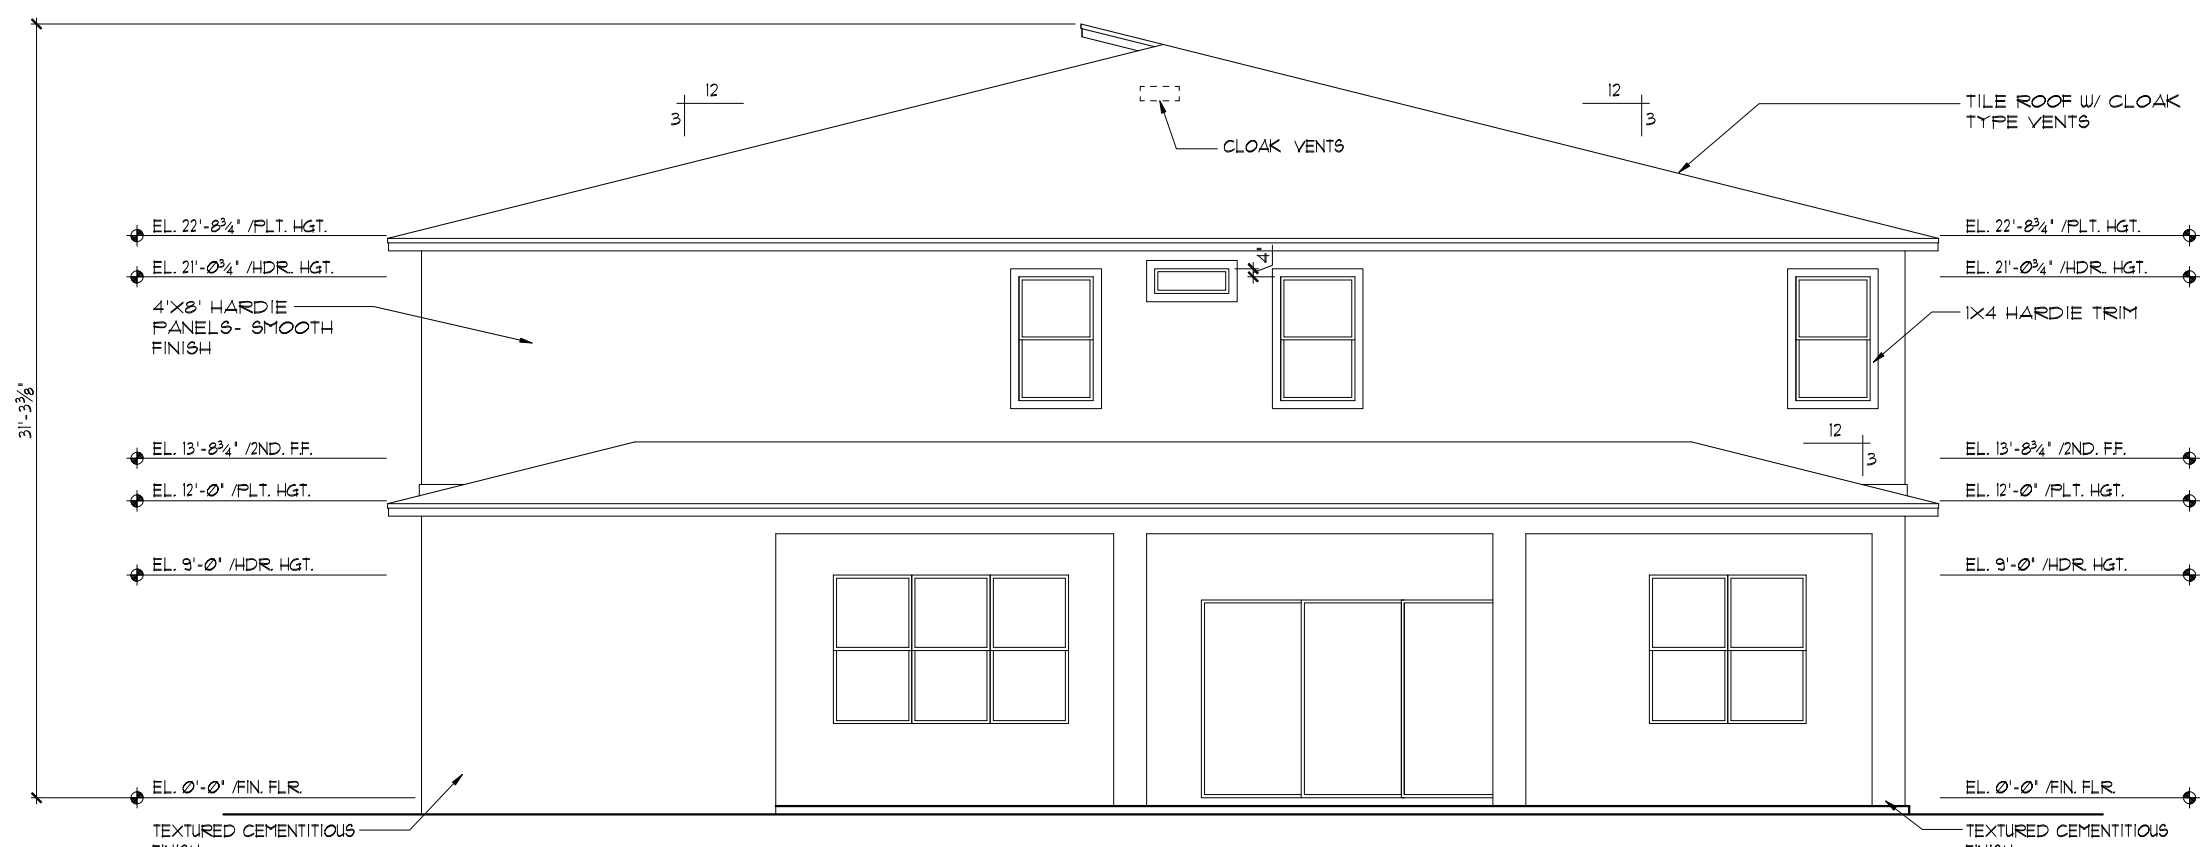 12
3
12
3
TILE ROOF W/ CLOAK
TYPE VENTS
CLOAK VENTS
EL. 22'-8¾" /PLT. HGT.
EL. 22'-8¾" /PLT. HGT.
4"
EL. 21'-0¾" /HDR. HGT.
EL. 21'-0¾" /HDR. HGT.
4'X8' HARDIE
PANELS- SMOOTH
FINISH
1X4 HARDIE TRIM
31'-3⅜"
12
3
EL. 13'-8¾" /2ND. F.F.
EL. 13'-8¾" /2ND. F.F.
EL. 12'-0" /PLT. HGT.
EL. 12'-0" /PLT. HGT.
EL. 9'-0" /HDR. HGT.
EL. 9'-0" /HDR. HGT.
EL. 0'-0" /FIN. FLR.
EL. 0'-0" /FIN. FLR.
TEXTURED CEMENTITIOUS
TEXTURED CEMENTITIOUS